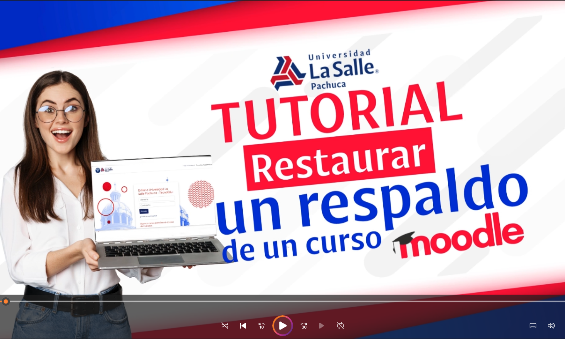 Universidad
La Salle®
Pachuca
TUTORIAL
Restaurar
un respaldo
de un curso
moodle